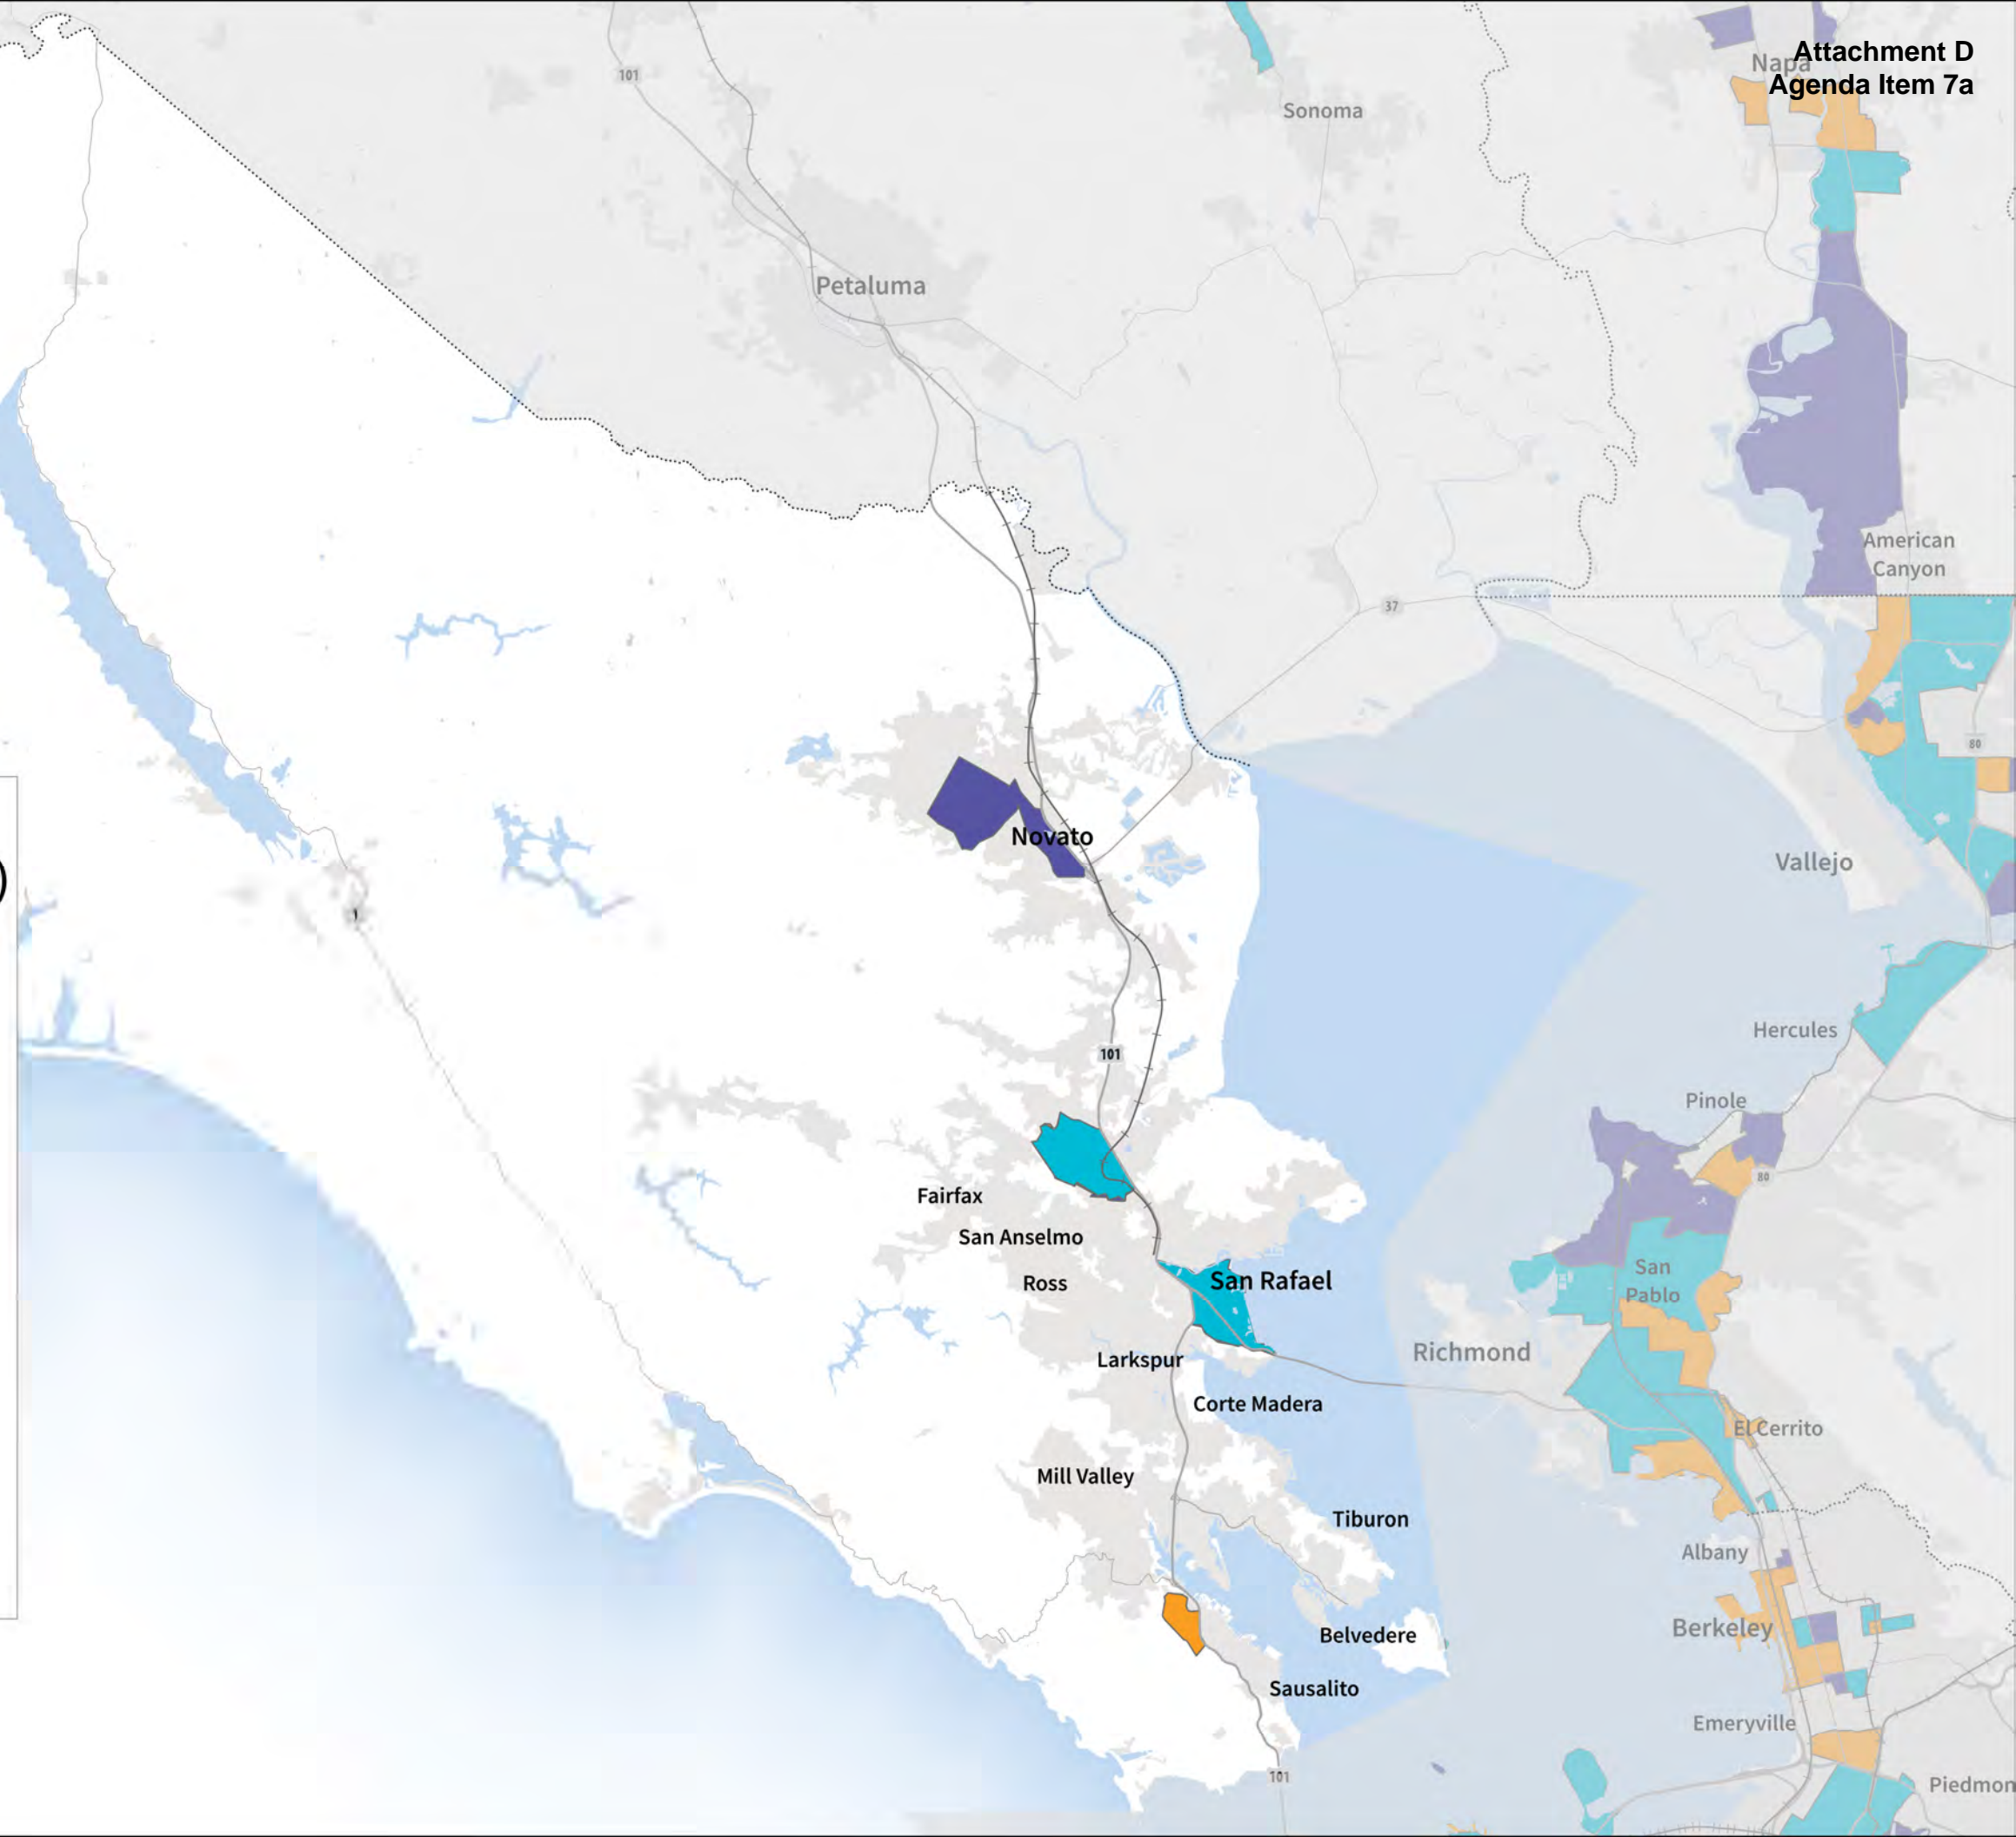 Attachment D
Napa
Agenda Item 7a
101
Sonoma
Petaluma
American
Canyon
37
80
Novato
Vallejo
)
Hercules
101
Pinole
80
Fairfax
San Anselmo
San
Pablo
Ross
San Rafael
Richmond
Larkspur
Corte Madera
El Cerrito
Mill Valley
Tiburon
Albany
Berkeley
Belvedere
Sausalito
Emeryville
101
Piedmon